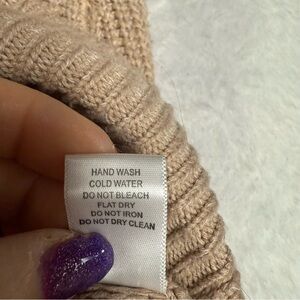 HAND WASH
COLD WATER
DO NOT BLEACH
FLAT DRY
DO NOT IRON
DO NOT DRY CLEAN